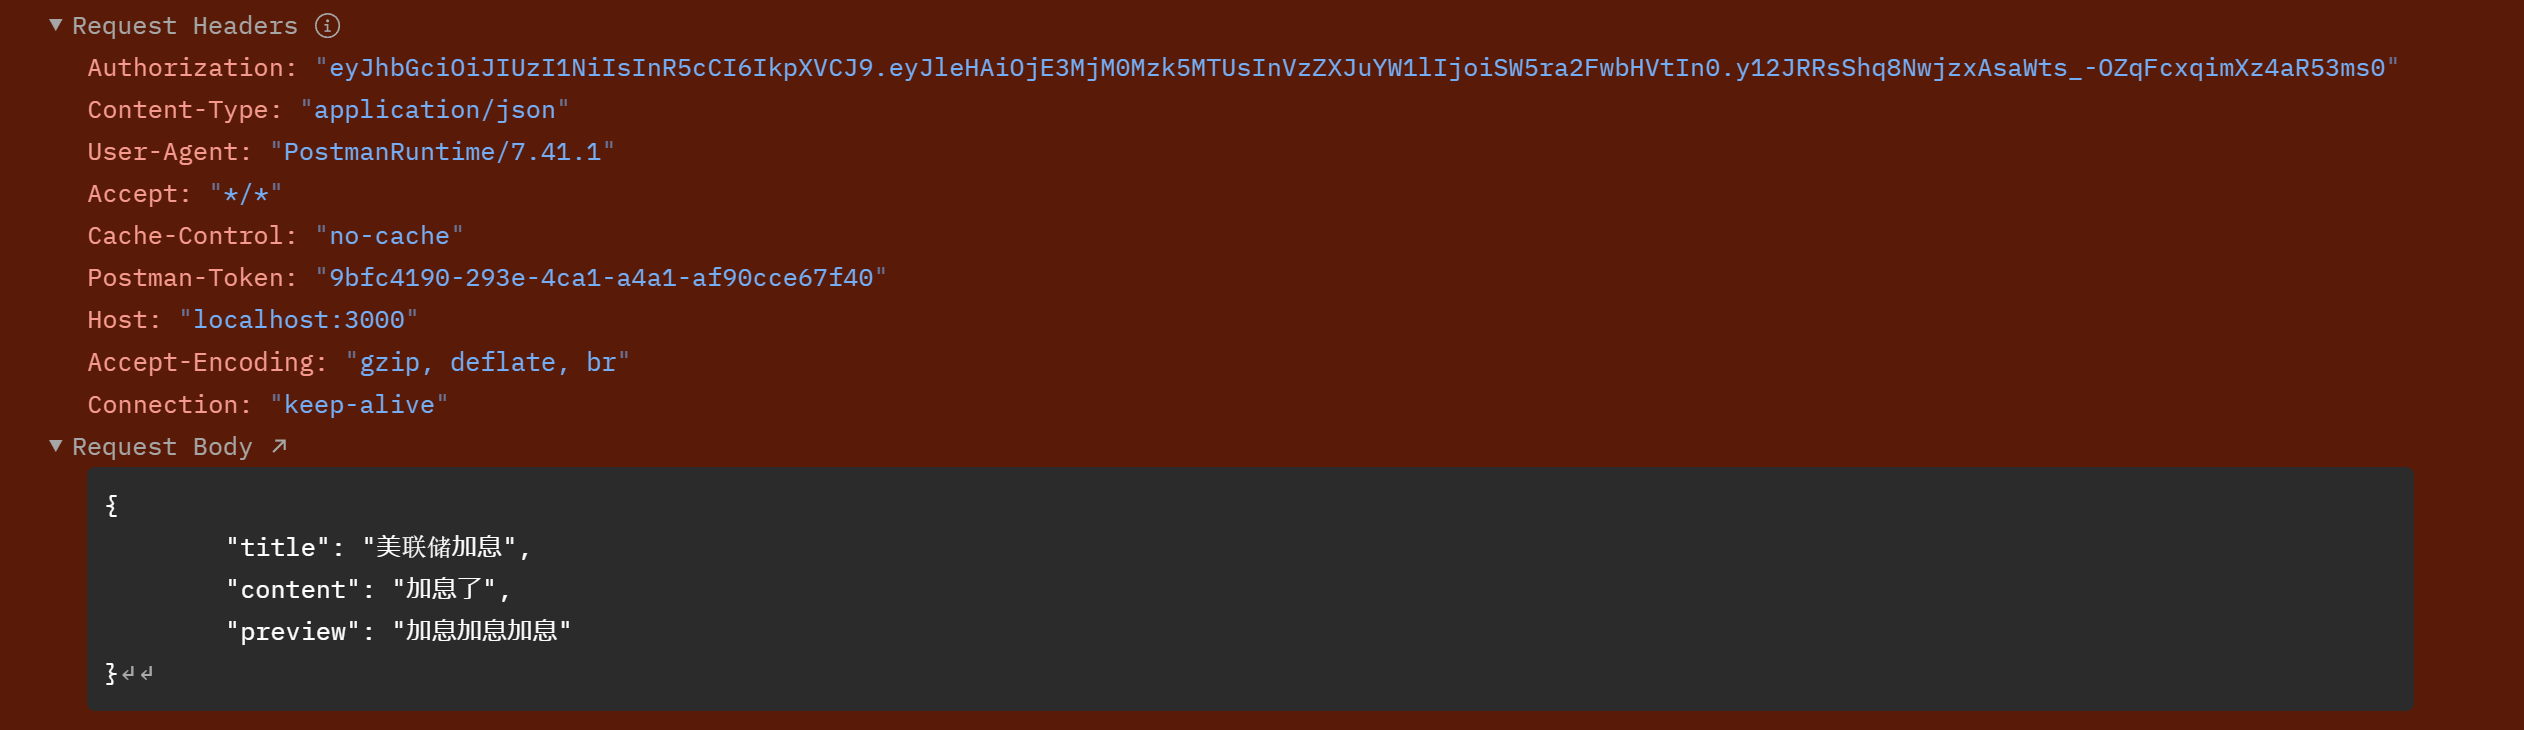 Request Headers
Authorization: "eyJhbGciOiJIUzI1NiIsInR5cCI6IkpXVCJ9.eyJleHAiOjE3MjM0Mzk5MTUsInVzZXJuYW1lIjoiSW5ra2FwbHVtIn0.y12JRRsShq8NwjzxAsaWts_-OZqFcxqimXz4aR53ms0"
Content-Type: "application/json"
User-Agent: "PostmanRuntime/7.41.1"
Accept: "*/*"
Cache-Control: "no-cache"
Postman-Token: "9bfc4190-293e-4ca1-a4a1-af90cce67f40"
Host: "localhost:3000"
Accept-Encoding: "gzip, deflate, br"
Connection: "keep-alive"
Request Body
{
"title": "美联储加息",
"content": "加息了",
"preview": "加息加息加息"
}↵↵